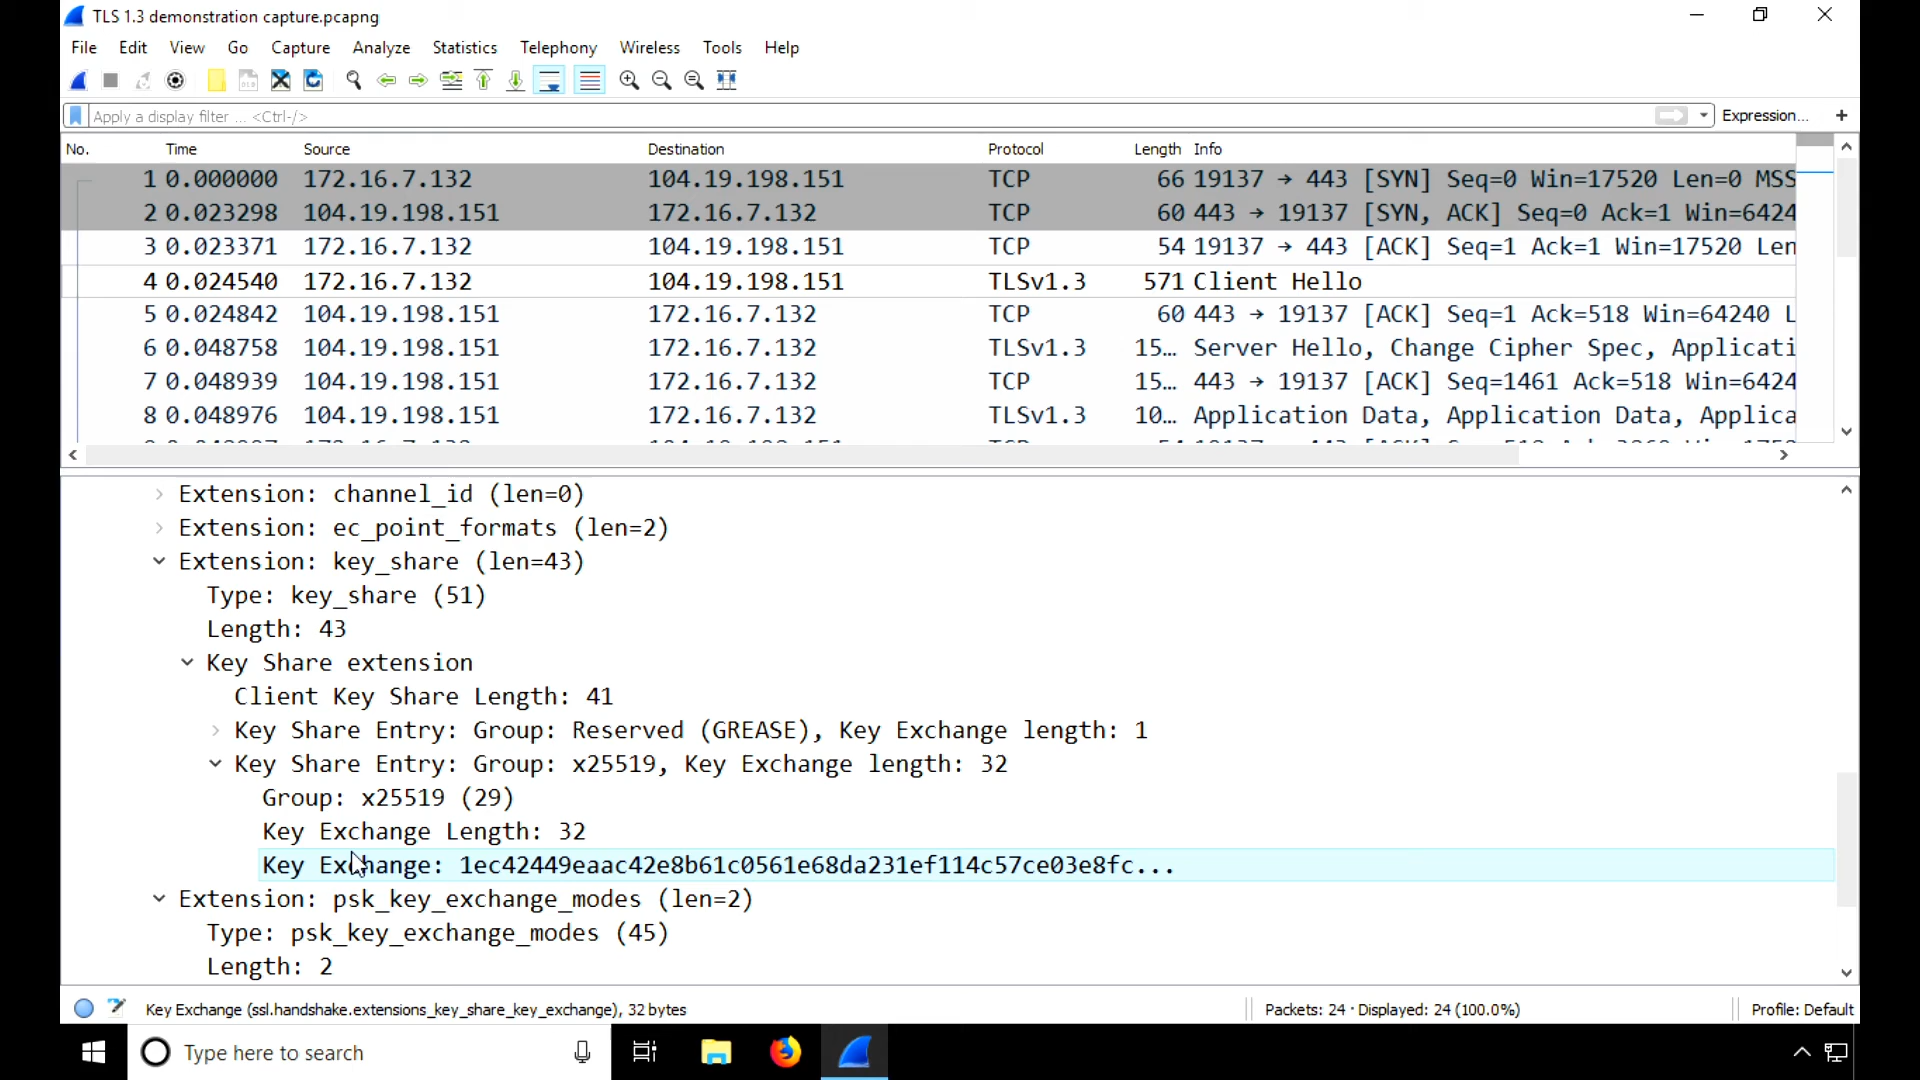 TLS 1.3 demonstration capture.pcapng
File Edit View Go Capture Analyze Statistics Telephony Wireless Tools Help
Apply a display filter ... <Ctrl-/> Expression... +
No. Time Source Destination Protocol Length Info
1 0.000000 172.16.7.132 104.19.198.151 TCP 66 19137 → 443 [SYN] Seq=0 Win=17520 Len=0 MSS
2 0.023298 104.19.198.151 172.16.7.132 TCP 60 443 → 19137 [SYN, ACK] Seq=0 Ack=1 Win=6424
3 0.023371 172.16.7.132 104.19.198.151 TCP 54 19137 → 443 [ACK] Seq=1 Ack=1 Win=17520 Len
4 0.024540 172.16.7.132 104.19.198.151 TLSv1.3 571 Client Hello
5 0.024842 104.19.198.151 172.16.7.132 TCP 60 443 → 19137 [ACK] Seq=1 Ack=518 Win=64240 L
6 0.048758 104.19.198.151 172.16.7.132 TLSv1.3 15… Server Hello, Change Cipher Spec, Applicati
7 0.048939 104.19.198.151 172.16.7.132 TCP 15… 443 → 19137 [ACK] Seq=1461 Ack=518 Win=6424
8 0.048976 104.19.198.151 172.16.7.132 TLSv1.3 10… Application Data, Application Data, Applica
Extension: channel_id (len=0)
Extension: ec_point_formats (len=2)
Extension: key_share (len=43)
Type: key_share (51)
Length: 43
Key Share extension
Client Key Share Length: 41
Key Share Entry: Group: Reserved (GREASE), Key Exchange length: 1
Key Share Entry: Group: x25519, Key Exchange length: 32
Group: x25519 (29)
Key Exchange Length: 32
Key Exchange: 1ec42449eaac42e8b61c0561e68da231ef114c57ce03e8fc...
Extension: psk_key_exchange_modes (len=2)
Type: psk_key_exchange_modes (45)
Length: 2
Key Exchange (ssl.handshake.extensions_key_share_key_exchange), 32 bytes Packets: 24 · Displayed: 24 (100.0%) Profile: Default
Type here to search